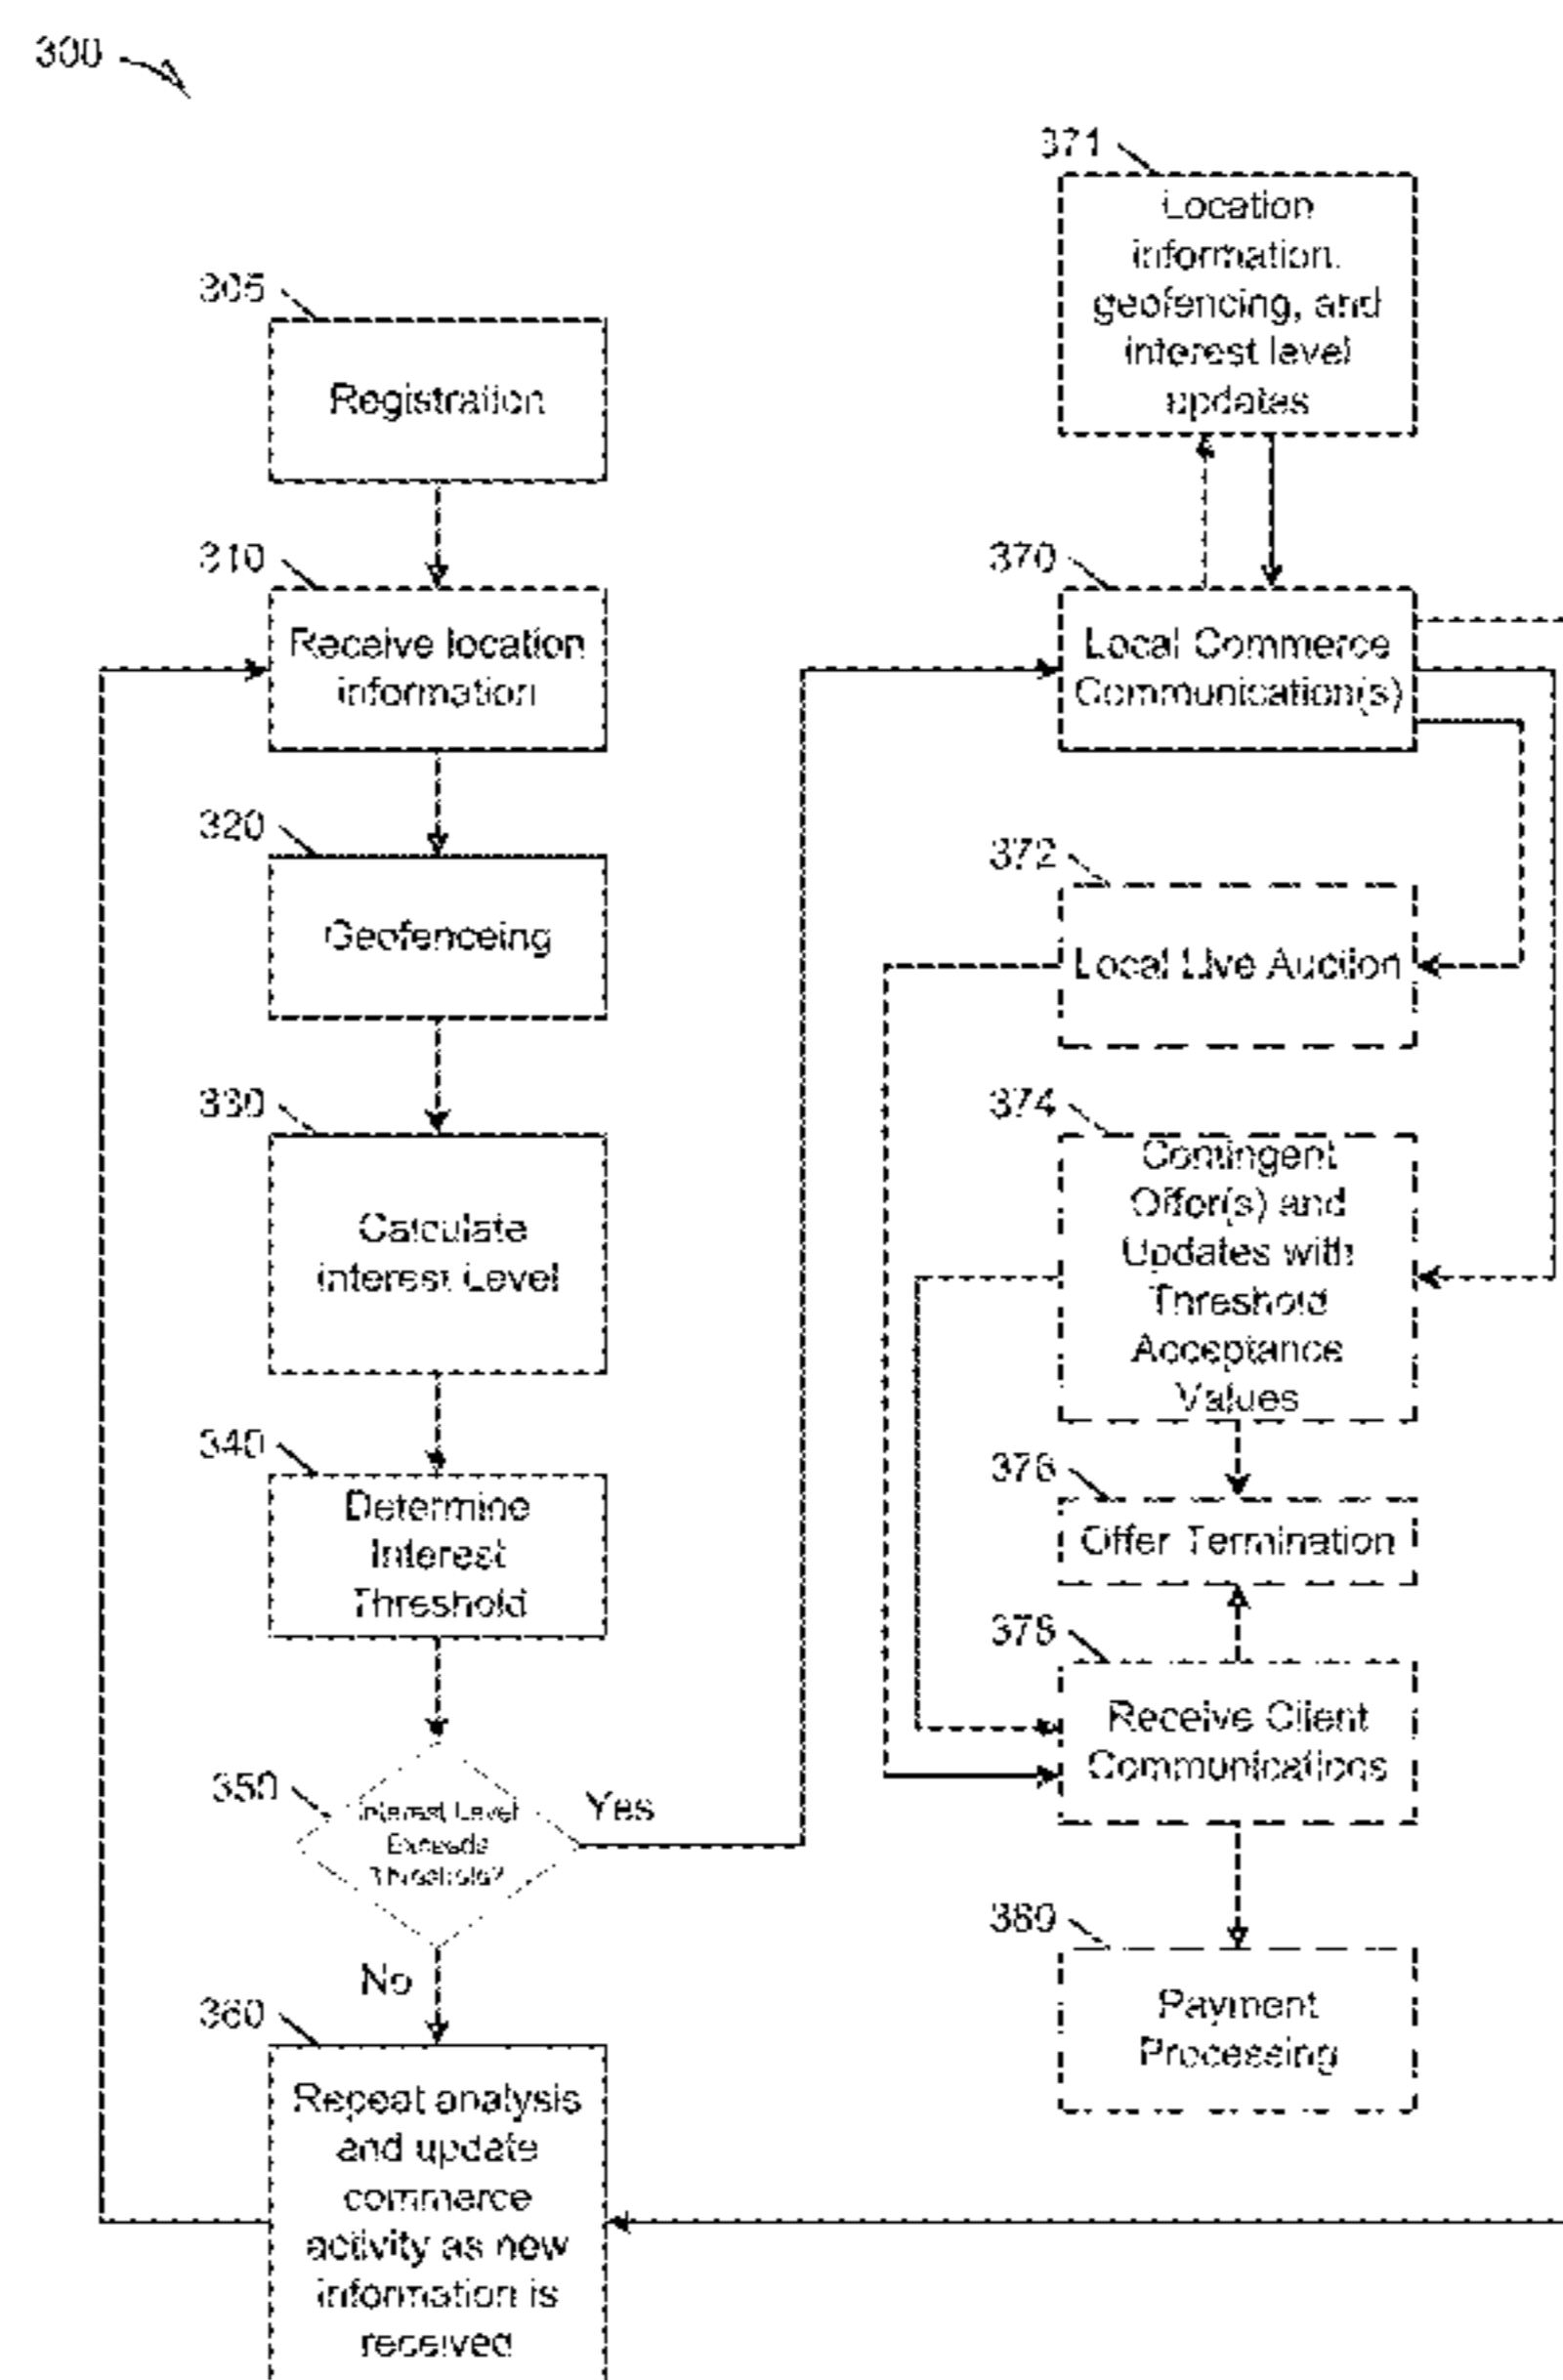 300
305
Registration
310
Receive location
information
320
Geofenceing
330
Calculate
Interest Level
340
Determine
Interest
Threshold
350
Interest Level
Exceeds
Threshold?
Yes
No
360
Repeat analysis
and update
commerce
activity as new
information is
received
371
Location
information,
geofencing, and
interest level
updates
370
Local Commerce
Communication(s)
372
Local Live Auction
374
Contingent
Offer(s) and
Updates with
Threshold
Acceptance
Values
376
Offer Termination
378
Receive Client
Communications
380
Payment
Processing